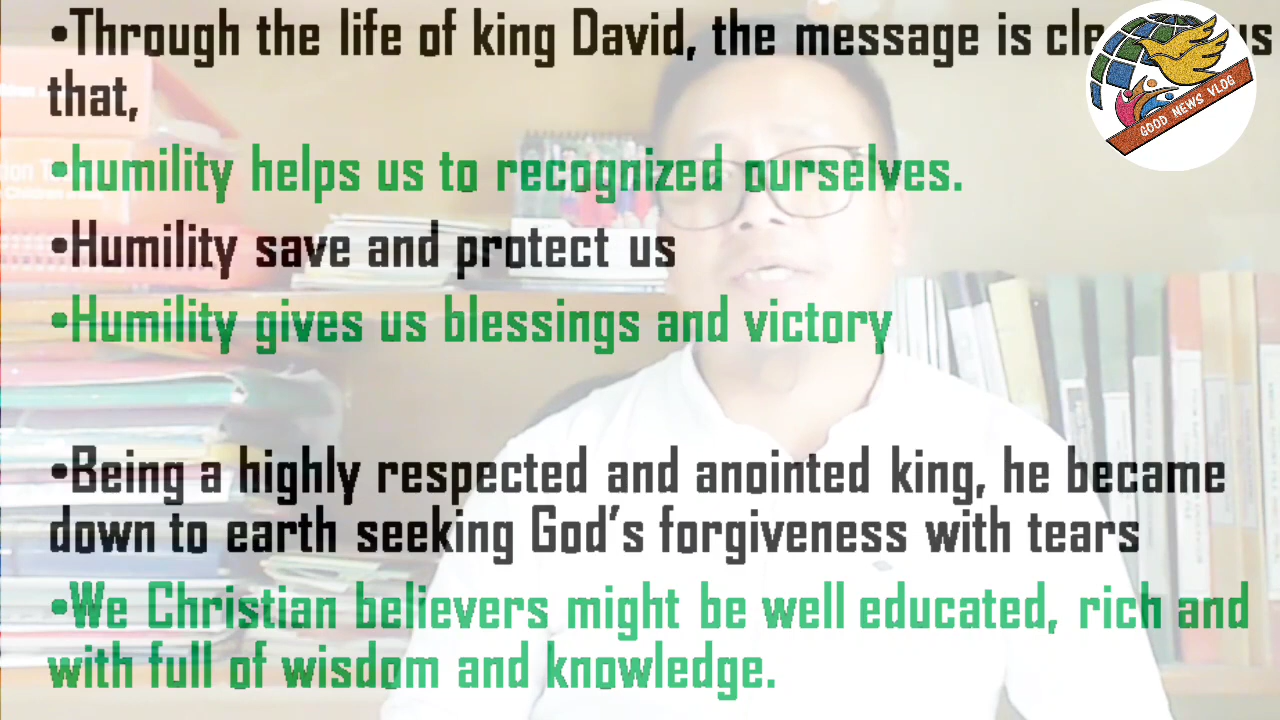 •Through the life of king David, the message is us
that,
•humility helps us to recognized ourselves.
•Humility save and protect us
•Humility gives us blessings and victory
•Being a highly respected and anointed king, he became
down to earth seeking God’s forgiveness with tears
•We Christian believers might be well educated, rich and
with full of wisdom and knowledge.
GOOD NEWS VLOG